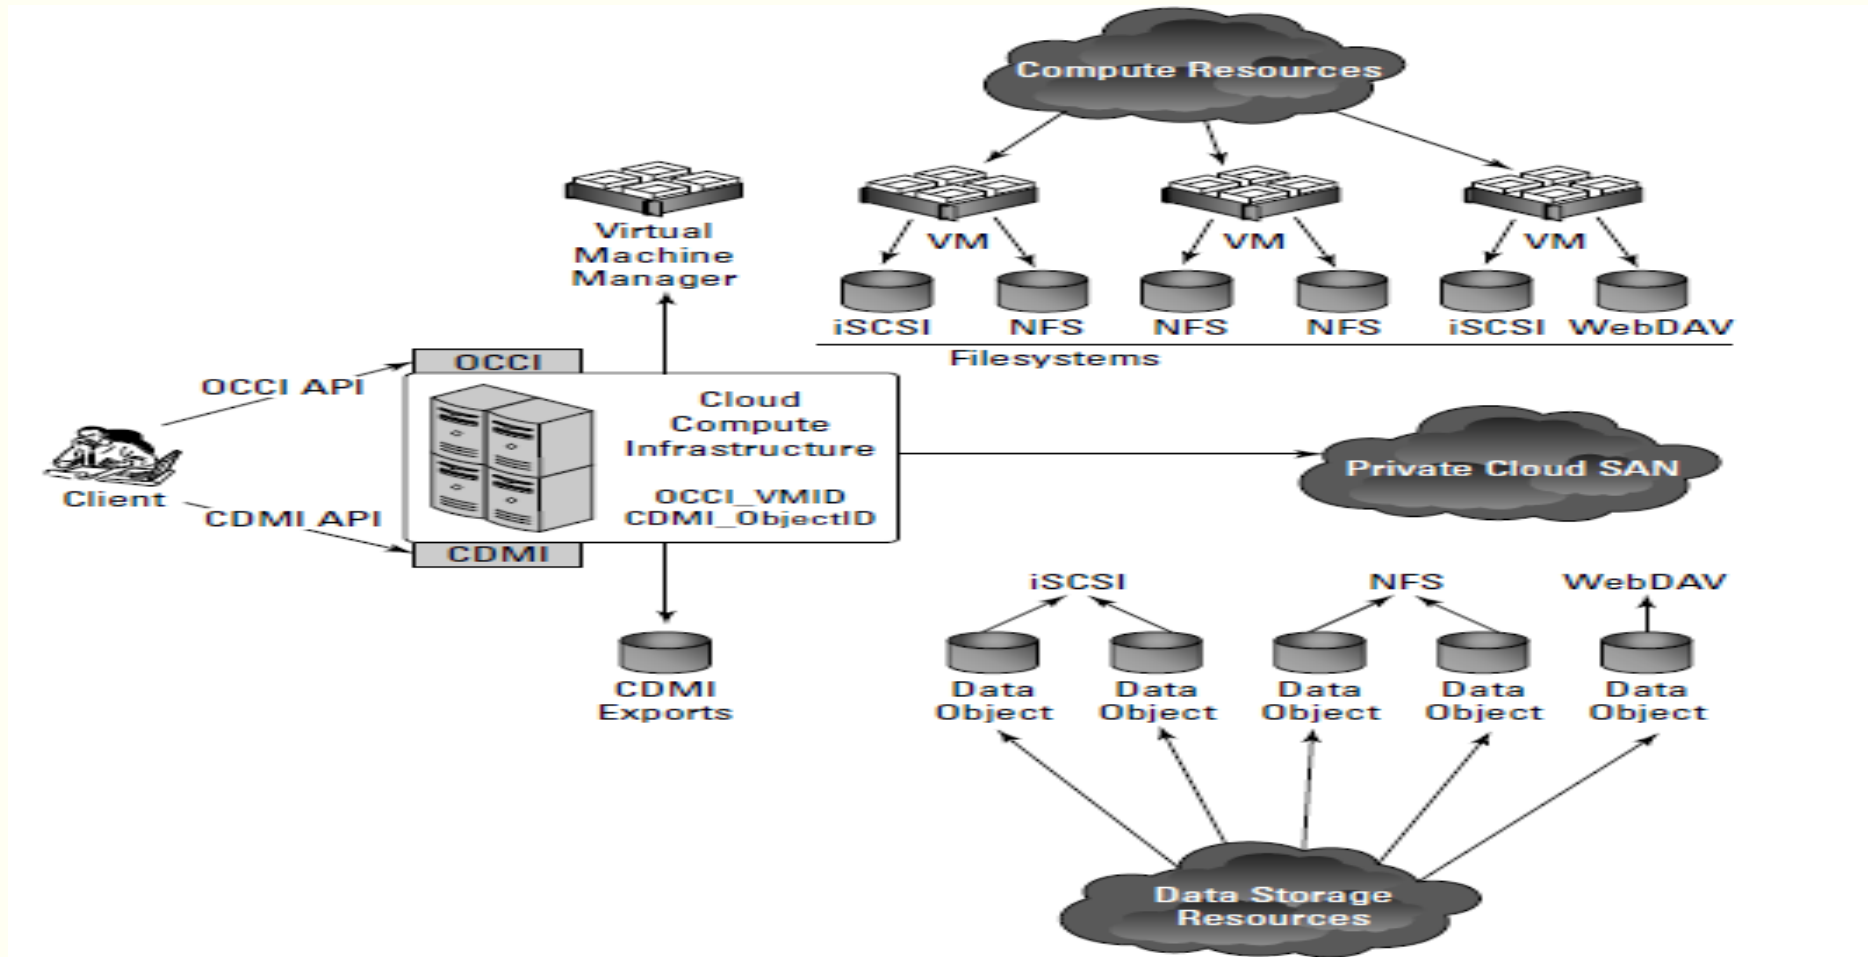 Compute Resources
Virtual
Machine
Manager
VM
VM
VM
iSCSI
NFS
NFS
NFS
iSCSI
WebDAV
Filesystems
OCCI
OCCI API
Cloud
Compute
Infrastructure
OCCI_VMID
CDMI_ObjectID
Client
CDMI API
CDMI
Private Cloud SAN
CDMI
Exports
iSCSI
NFS
WebDAV
Data
Object
Data
Object
Data
Object
Data
Object
Data
Object
Data Storage
Resources